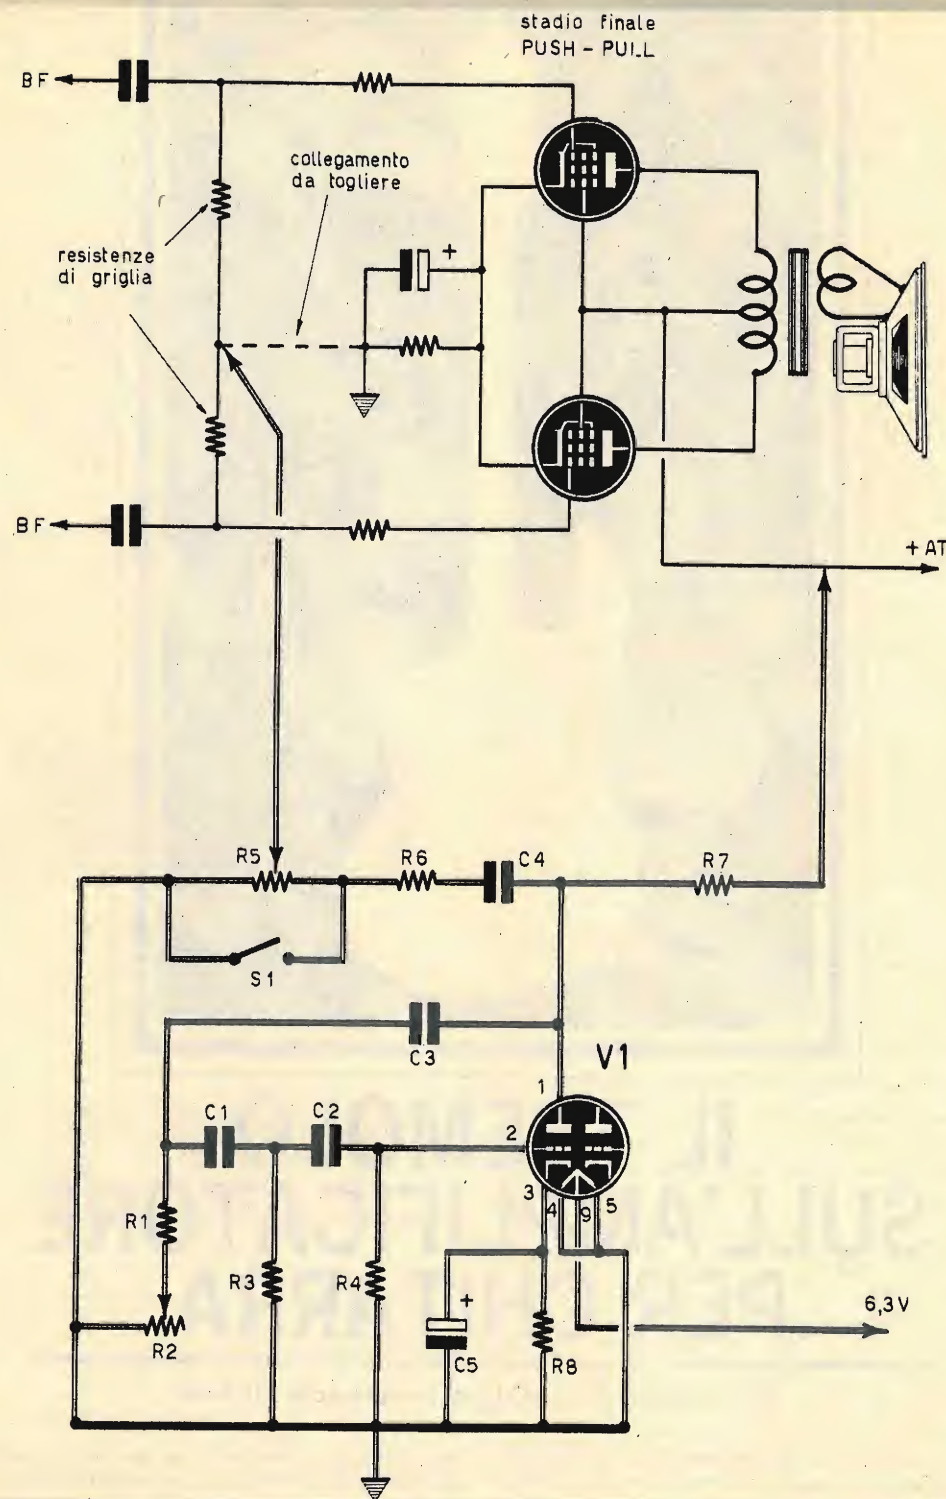 stadio finale
PUSH - PULL
BF
collegamento
da togliere
+
resistenze
di griglia
BF
+ AT
R5
R6
C4
R7
S1
C3
V1
1
C1
C2
2
3
4
9
5
R1
R3
R4
6,3V
+
R2
C5
R8